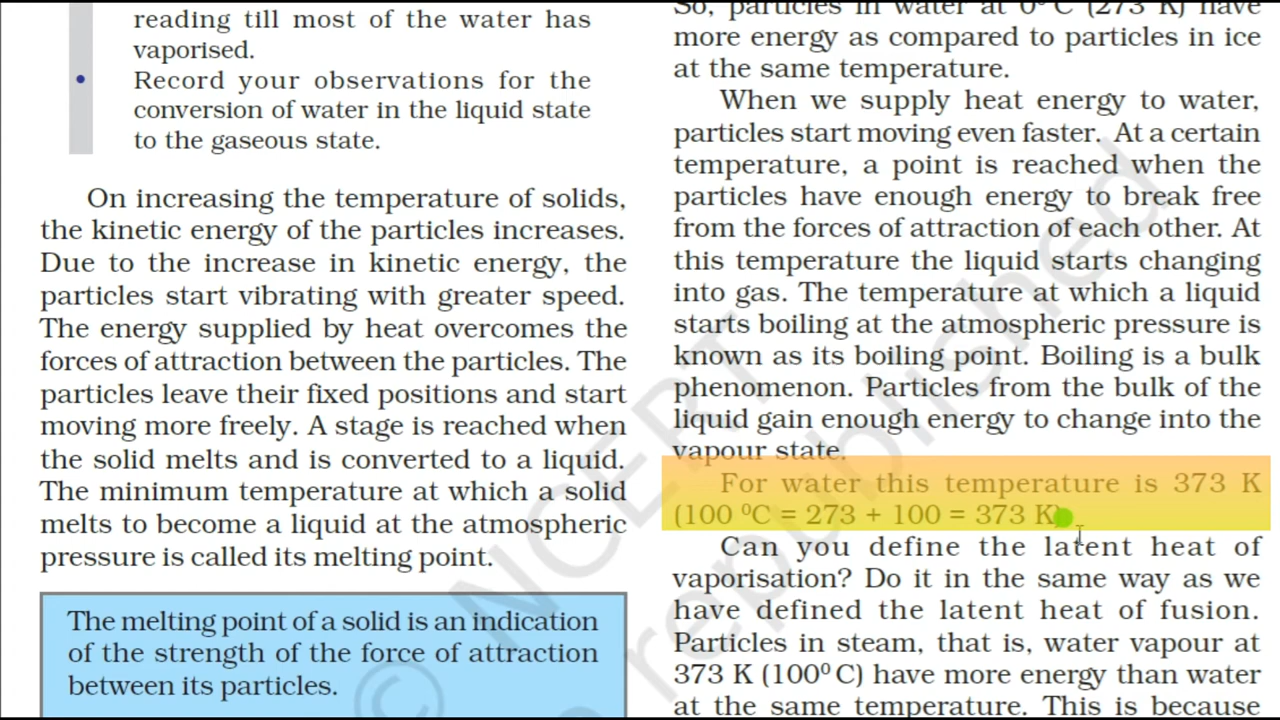 reading till most of the water has
vaporised.
• Record your observations for the
conversion of water in the liquid state
to the gaseous state.
On increasing the temperature of solids,
the kinetic energy of the particles increases.
Due to the increase in kinetic energy, the
particles start vibrating with greater speed.
The energy supplied by heat overcomes the
forces of attraction between the particles. The
particles leave their fixed positions and start
moving more freely. A stage is reached when
the solid melts and is converted to a liquid.
The minimum temperature at which a solid
melts to become a liquid at the atmospheric
pressure is called its melting point.
The melting point of a solid is an indication
of the strength of the force of attraction
between its particles.
So, particles in water at 0⁰ C (273 K) have
more energy as compared to particles in ice
at the same temperature.
When we supply heat energy to water,
particles start moving even faster. At a certain
temperature, a point is reached when the
particles have enough energy to break free
from the forces of attraction of each other. At
this temperature the liquid starts changing
into gas. The temperature at which a liquid
starts boiling at the atmospheric pressure is
known as its boiling point. Boiling is a bulk
phenomenon. Particles from the bulk of the
liquid gain enough energy to change into the
vapour state.
For water this temperature is 373 K
(100 ⁰C = 273 + 100 = 373 K)
Can you define the latent heat of
vaporisation? Do it in the same way as we
have defined the latent heat of fusion.
Particles in steam, that is, water vapour at
373 K (100⁰ C) have more energy than water
at the same temperature. This is because
© NCERT
republished